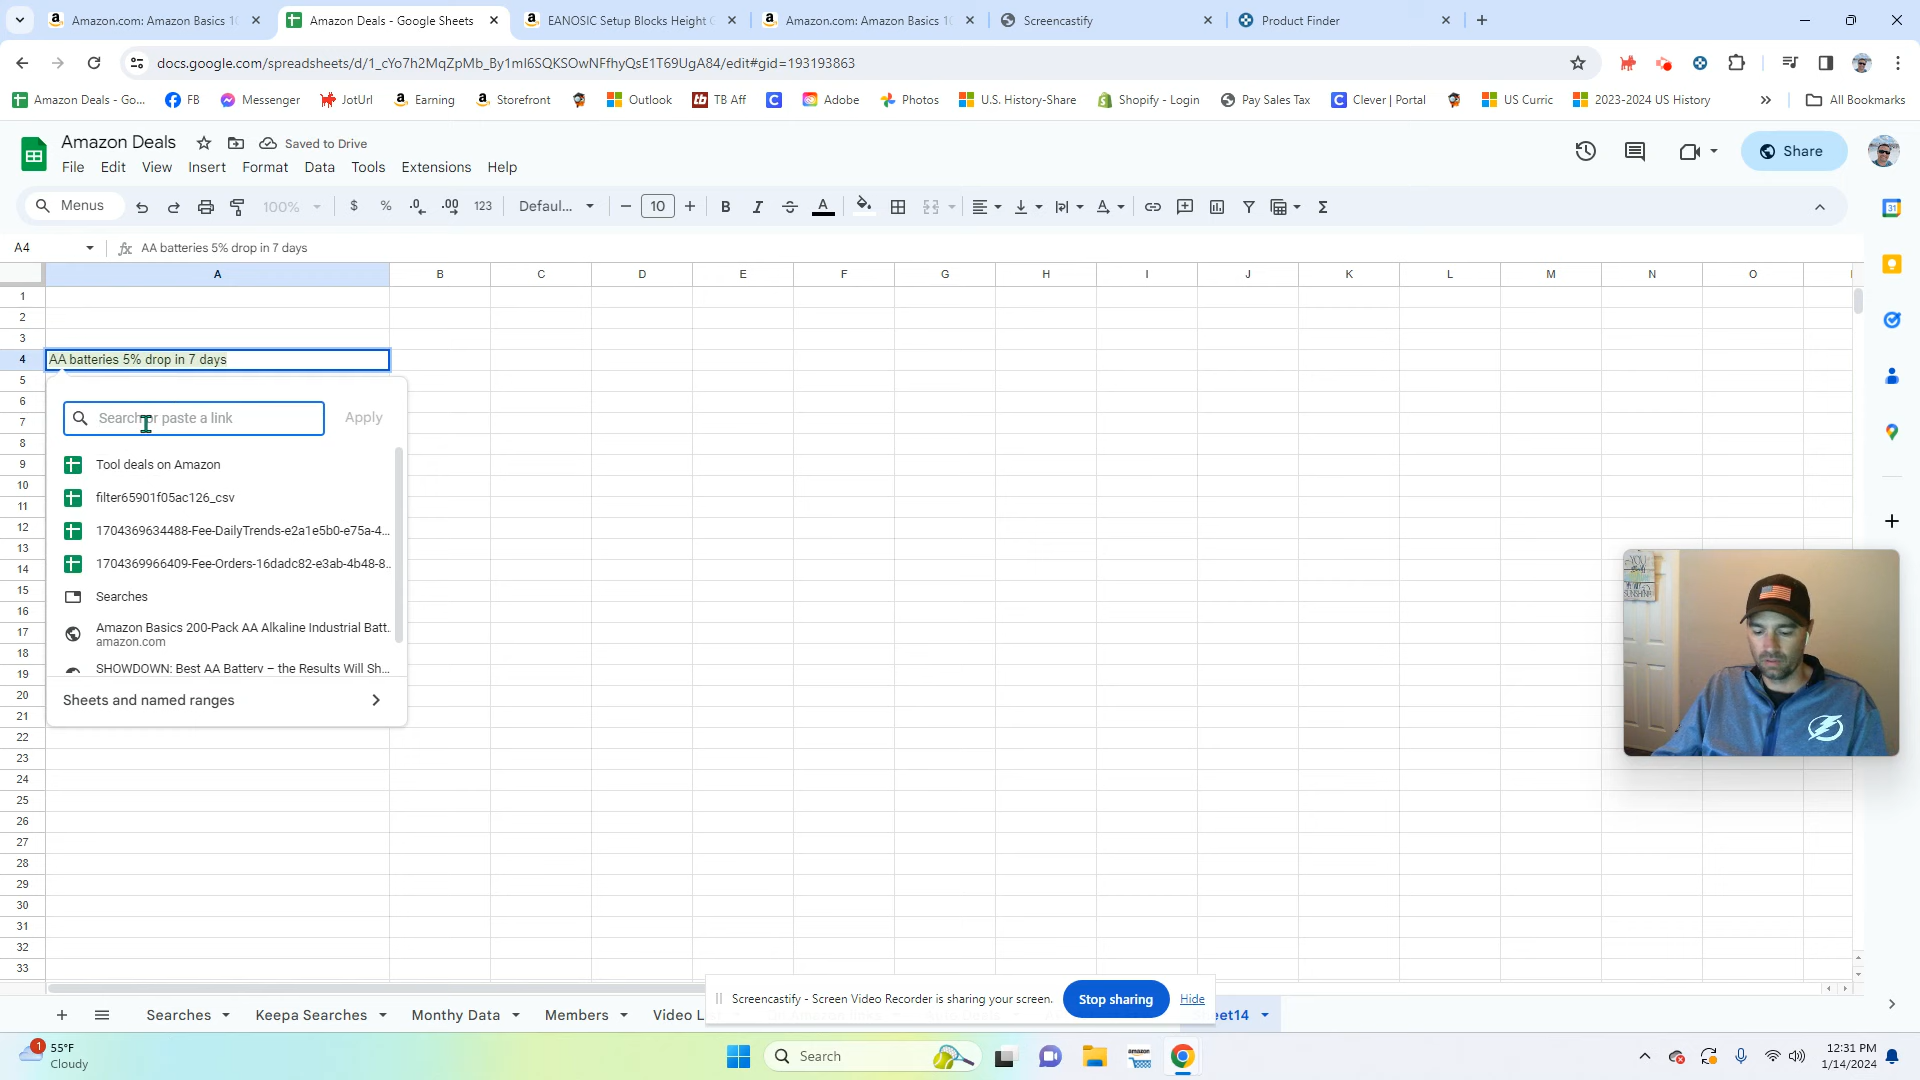 Amazon.com: Amazon Basics 10
Amazon Deals - Google Sheets
EANOSIC Setup Blocks Height G
Amazon.com: Amazon Basics 10
Screencastify
Product Finder
docs.google.com/spreadsheets/d/1_cYo7h2MqZpMb_By1ml6SQKSOwNFfhyQsE1T69UgA84/edit#gid=193193863
Amazon Deals - Go...
FB
Messenger
JotUrl
Earning
Storefront
Outlook
TB Aff
Adobe
Photos
U.S. History-Share
Shopify - Login
Pay Sales Tax
Clever | Portal
US Curric
2023-2024 US History
All Bookmarks
Amazon Deals
Saved to Drive
File Edit View Insert Format Data Tools Extensions Help
Share
Menus
100%
$ % .0 .00 123
Defaul...
10
A4
AA batteries 5% drop in 7 days
A B C D E F G H I J K L M N O
1
2
3
4 AA batteries 5% drop in 7 days
5
6
7
8
9
10
11
12
13
14
15
16
17
18
19
20
21
22
23
24
25
26
27
28
29
30
31
32
33
Search or paste a link
Apply
Tool deals on Amazon
filter65901f05ac126_csv
1704369634488-Fee-DailyTrends-e2a1e5b0-e75a-4...
1704369966409-Fee-Orders-16dadc82-e3ab-4b48-8..
Searches
Amazon Basics 200-Pack AA Alkaline Industrial Batt.
amazon.com
SHOWDOWN: Best AA Battery – the Results Will Sh...
Sheets and named ranges
Screencastify - Screen Video Recorder is sharing your screen.
Stop sharing
Hide
Searches
Keepa Searches
Monthy Data
Members
Video L
eet14
1
55°F
Cloudy
Search
12:31 PM
1/14/2024